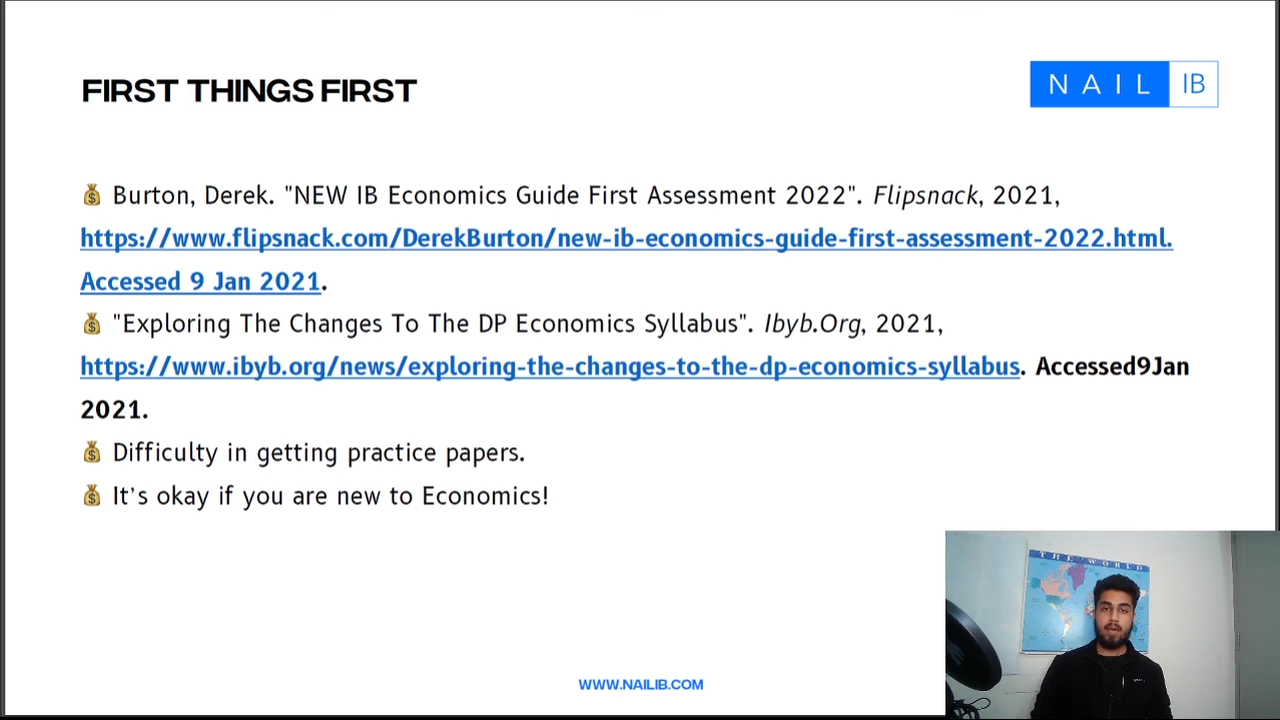 FIRST THINGS FIRST
NAIL IB
Burton, Derek. "NEW IB Economics Guide First Assessment 2022". Flipsnack, 2021,
https://www.flipsnack.com/DerekBurton/new-ib-economics-guide-first-assessment-2022.html.
Accessed 9 Jan 2021.
"Exploring The Changes To The DP Economics Syllabus". Ibyb.Org, 2021,
https://www.ibyb.org/news/exploring-the-changes-to-the-dp-economics-syllabus. Accessed9Jan
2021.
Difficulty in getting practice papers.
It’s okay if you are new to Economics!
THE WORLD
WWW.NAILIB.COM